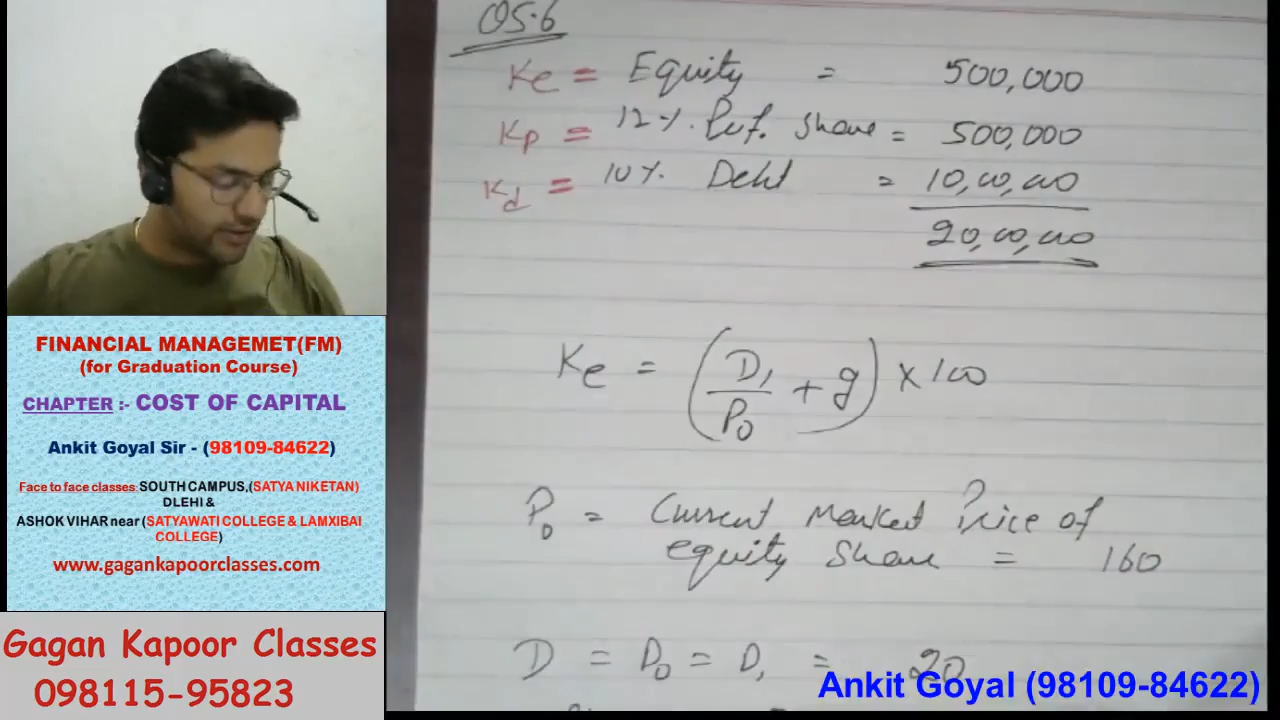 Q5.6
Ke = Equity = 500,000
Kp = 12%. Pref. Share = 500,000
Kd = 10%. Debt = 10,00,000
20,00,000
Ke = (D1/P0 + g) × 100
P0 = Current Market Price of
equity Share = 160
D = D0 = D1 = 20
FINANCIAL MANAGEMET(FM)
(for Graduation Course)
CHAPTER :- COST OF CAPITAL
Ankit Goyal Sir - (98109-84622)
Face to face classes: SOUTH CAMPUS,(SATYA NIKETAN)
DLEHI &
ASHOK VIHAR near (SATYAWATI COLLEGE & LAMXIBAI
COLLEGE)
www.gagankapoorclasses.com
Gagan Kapoor Classes
098115-95823
Ankit Goyal (98109-84622)